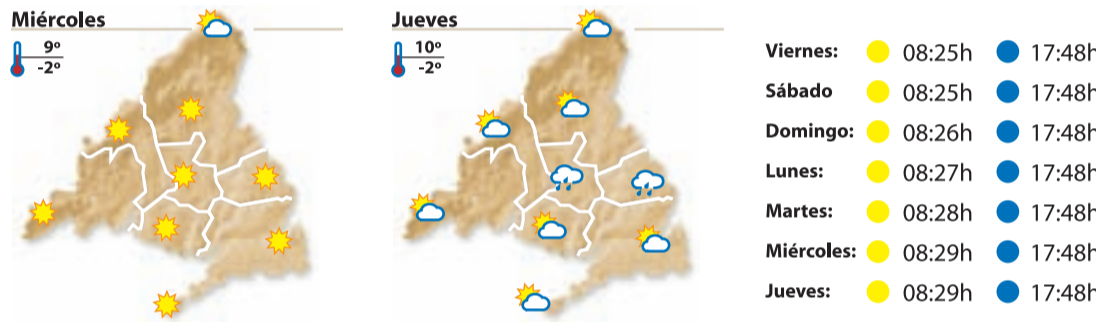 Miércoles
9º
-2º
Jueves
10º
-2º
Viernes: 08:25h 17:48h
Sábado 08:25h 17:48h
Domingo: 08:26h 17:48h
Lunes: 08:27h 17:48h
Martes: 08:28h 17:48h
Miércoles: 08:29h 17:48h
Jueves: 08:29h 17:48h